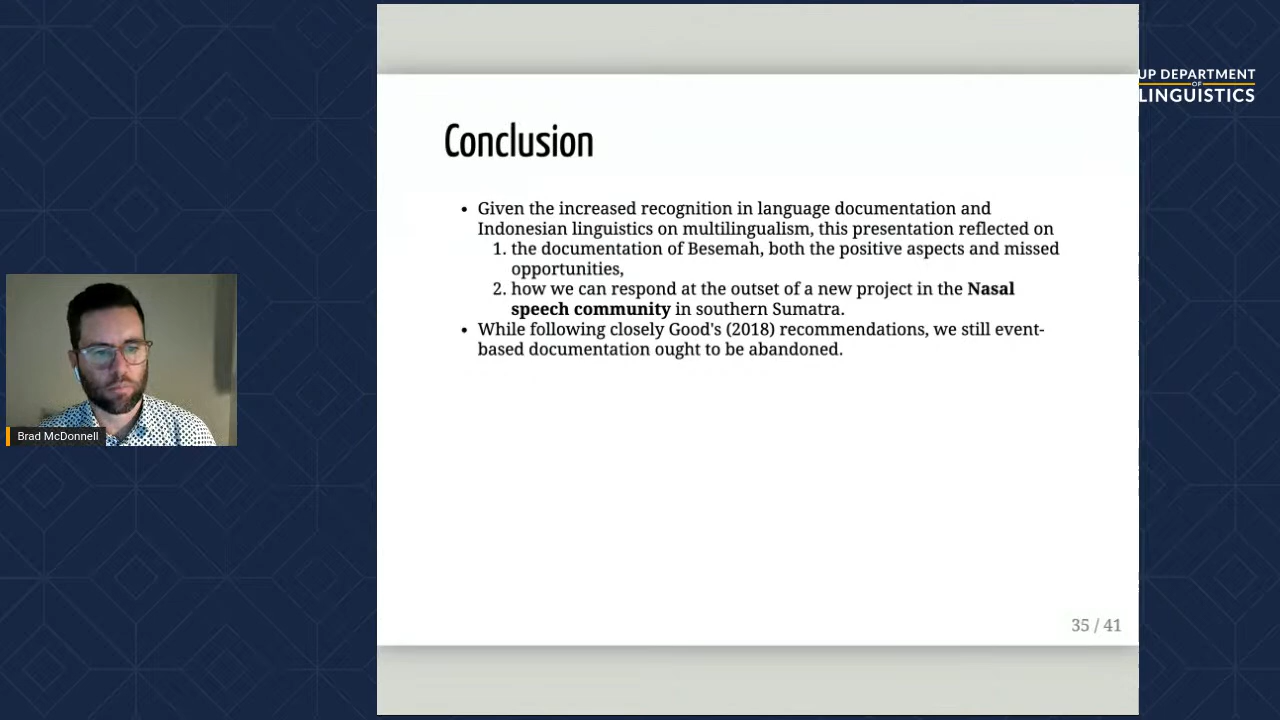 UP DEPARTMENT
OF
LINGUISTICS
Conclusion
• Given the increased recognition in language documentation and
Indonesian linguistics on multilingualism, this presentation reflected on
1. the documentation of Besemah, both the positive aspects and missed
opportunities,
2. how we can respond at the outset of a new project in the Nasal
speech community in southern Sumatra.
• While following closely Good's (2018) recommendations, we still event-
based documentation ought to be abandoned.
Brad McDonnell
35 / 41